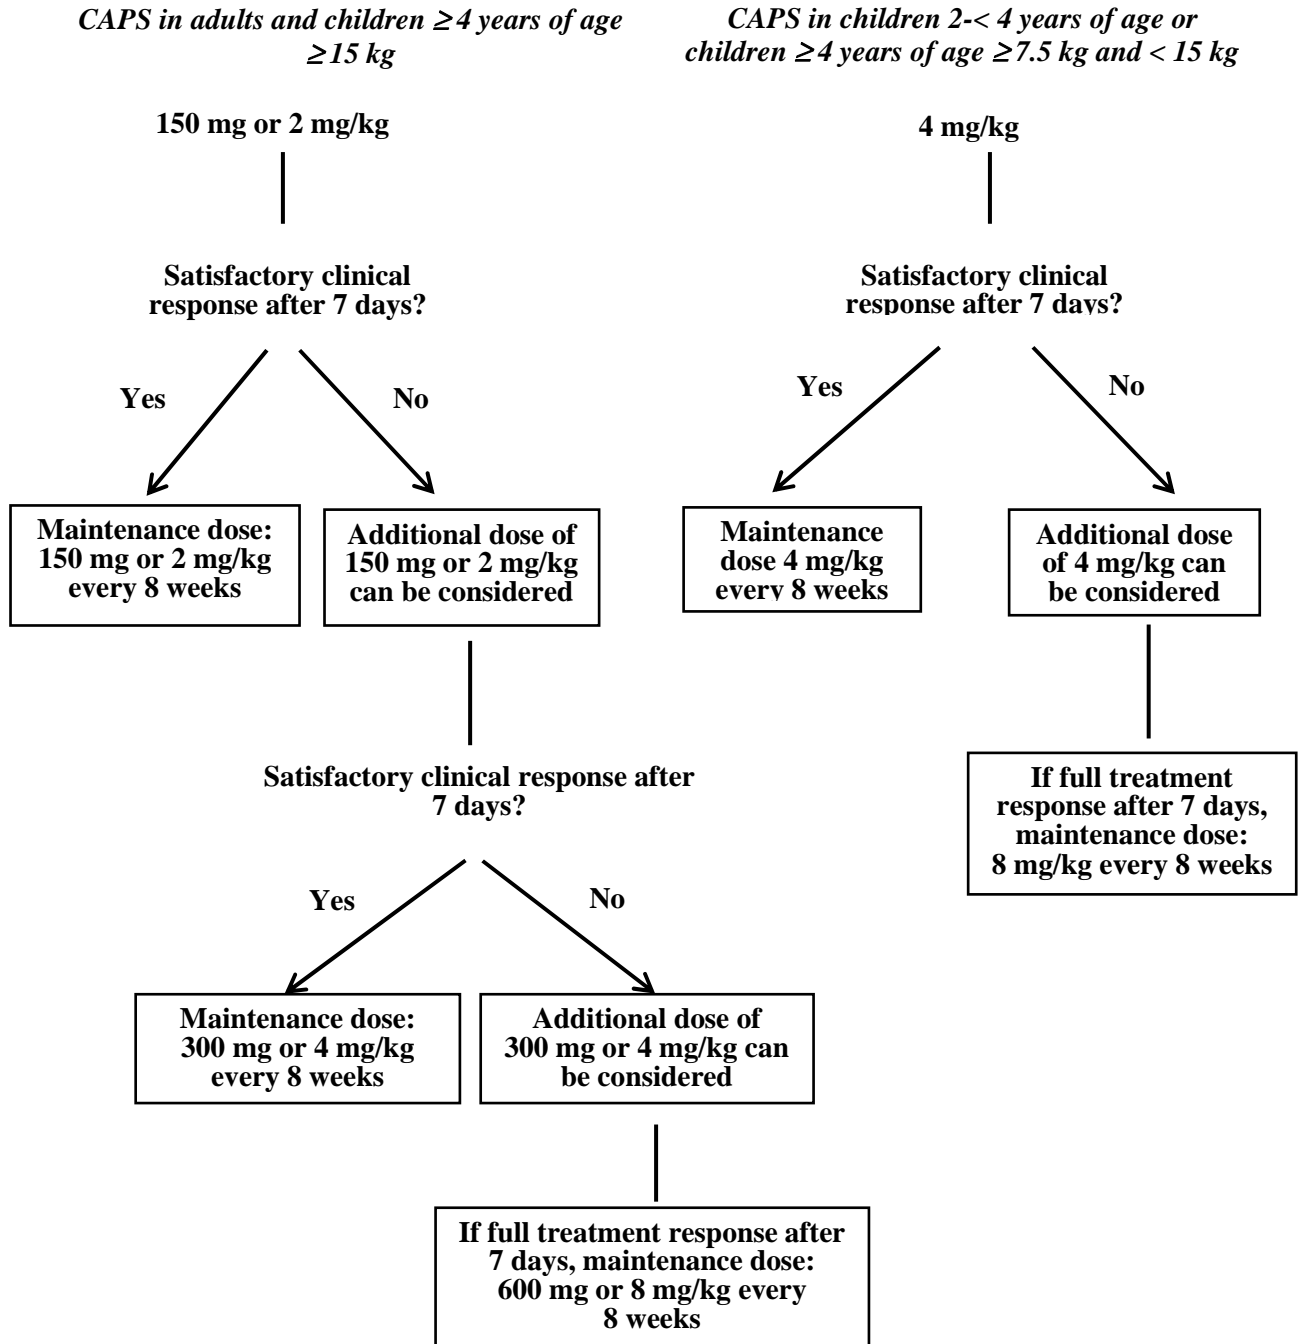 CAPS in adults and children ≥4 years of age
≥15 kg
150 mg or 2 mg/kg
Satisfactory clinical
response after 7 days?
Yes
No
Maintenance dose:
150 mg or 2 mg/kg
every 8 weeks
Additional dose of
150 mg or 2 mg/kg
can be considered
Satisfactory clinical response after
7 days?
Yes
No
Maintenance dose:
300 mg or 4 mg/kg
every 8 weeks
Additional dose of
300 mg or 4 mg/kg can
be considered
If full treatment response after
7 days, maintenance dose:
600 mg or 8 mg/kg every
8 weeks
CAPS in children 2-< 4 years of age or
children ≥4 years of age ≥7.5 kg and < 15 kg
4 mg/kg
Satisfactory clinical
response after 7 days?
Yes
No
Maintenance
dose 4 mg/kg
every 8 weeks
Additional dose
of 4 mg/kg can
be considered
If full treatment
response after 7 days,
maintenance dose:
8 mg/kg every 8 weeks